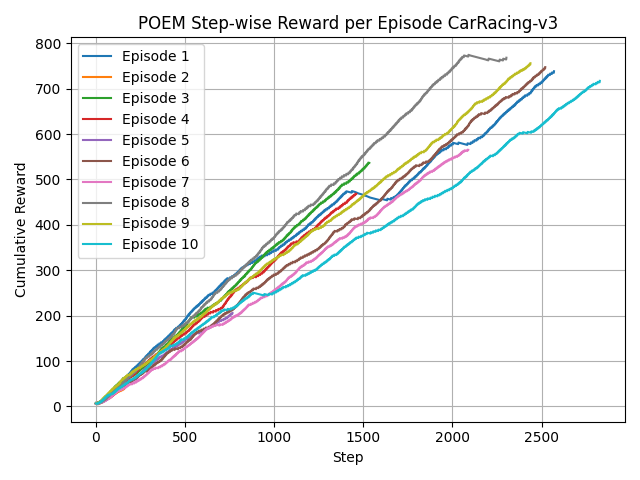 POEM Step-wise Reward per Episode CarRacing-v3
Cumulative Reward
800
700
600
500
400
300
200
100
0
Episode 1
Episode 2
Episode 3
Episode 4
Episode 5
Episode 6
Episode 7
Episode 8
Episode 9
Episode 10
0 500 1000 1500 2000 2500
Step